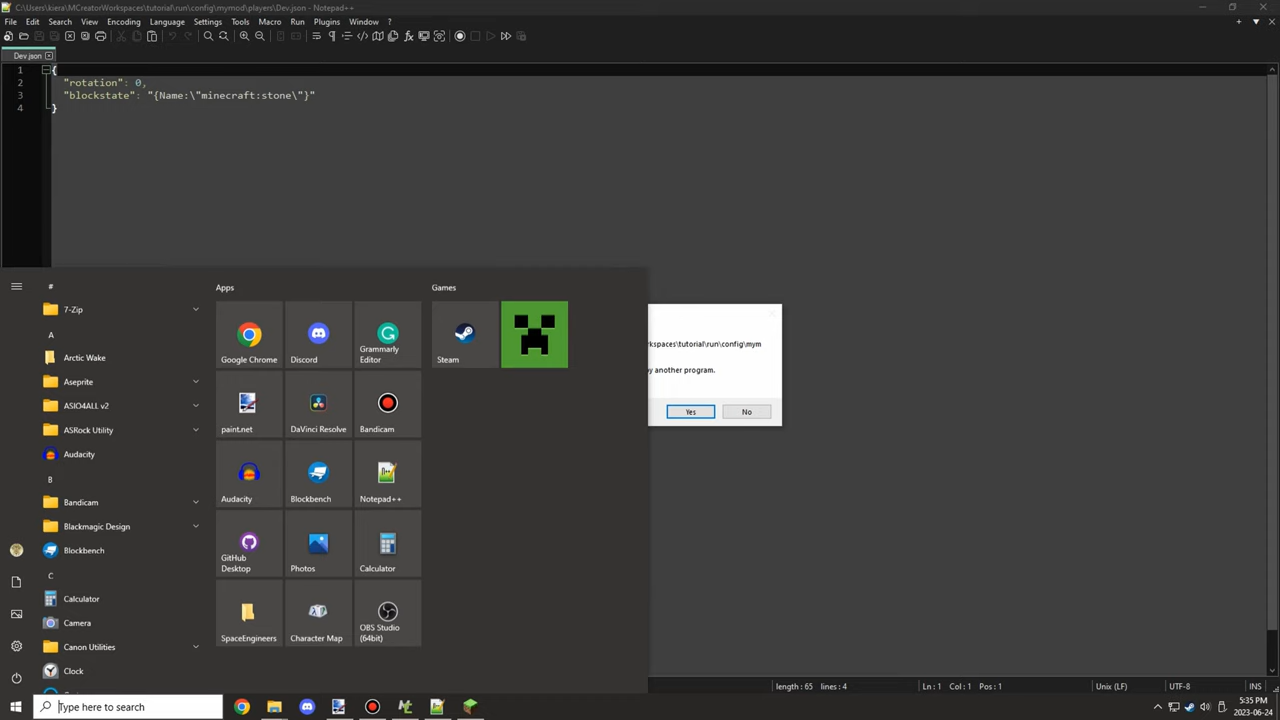 C:\Users\kiera\MCreatorWorkspaces\tutorial\run\config\mymod\players\Dev.json - Notepad++
File Edit Search View Encoding Language Settings Tools Macro Run Plugins Window ?
Dev.json
1 {
2 "rotation": 0,
3 "blockstate": "{Name:\"minecraft:stone\"}"
4 }
#
7-Zip
A
Arctic Wake
Aseprite
ASIO4ALL v2
ASRock Utility
Audacity
B
Bandicam
Blackmagic Design
Blockbench
C
Calculator
Camera
Canon Utilities
Clock
Apps
Google Chrome
Discord
Grammarly Editor
paint.net
DaVinci Resolve
Bandicam
Audacity
Blockbench
Notepad++
GitHub Desktop
Photos
Calculator
SpaceEngineers
Character Map
OBS Studio (64bit)
Games
Steam
rkspaces\tutorial\run\config\mym
by another program.
Yes No
length : 65 lines : 4 Ln : 1 Col : 1 Pos : 1 Unix (LF) UTF-8 INS
Type here to search
5:35 PM
2023-06-24